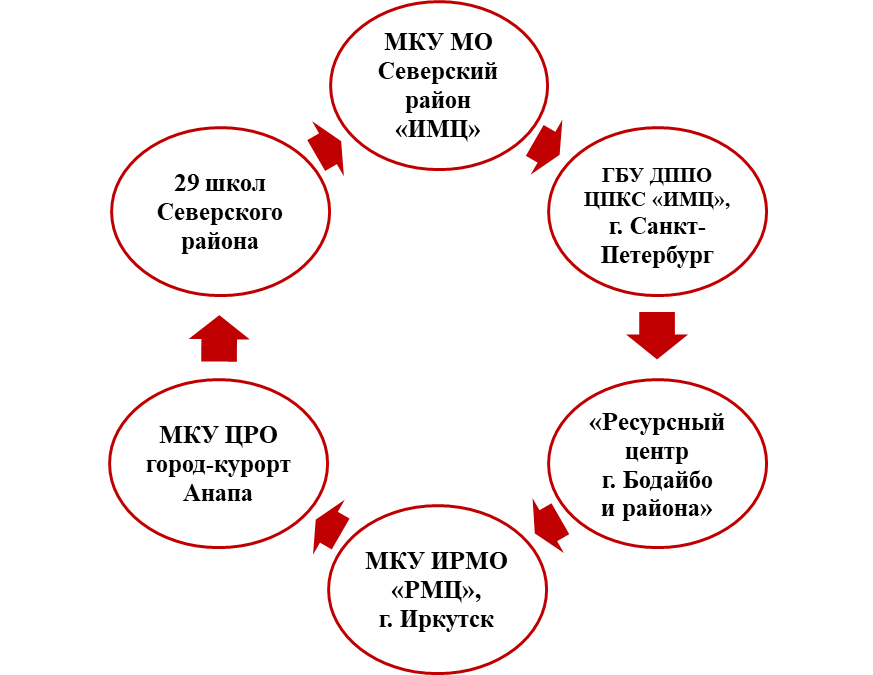 МКУ МО
Северский
район
«ИМЦ»
ГБУ ДППО
ЦПКС «ИМЦ»,
г. Санкт-
Петербург
«Ресурсный
центр
г. Бодайбо
и района»
МКУ ИРМО
«РМЦ»,
г. Иркутск
МКУ ЦРО
город-курорт
Анапа
29 школ
Северского
района